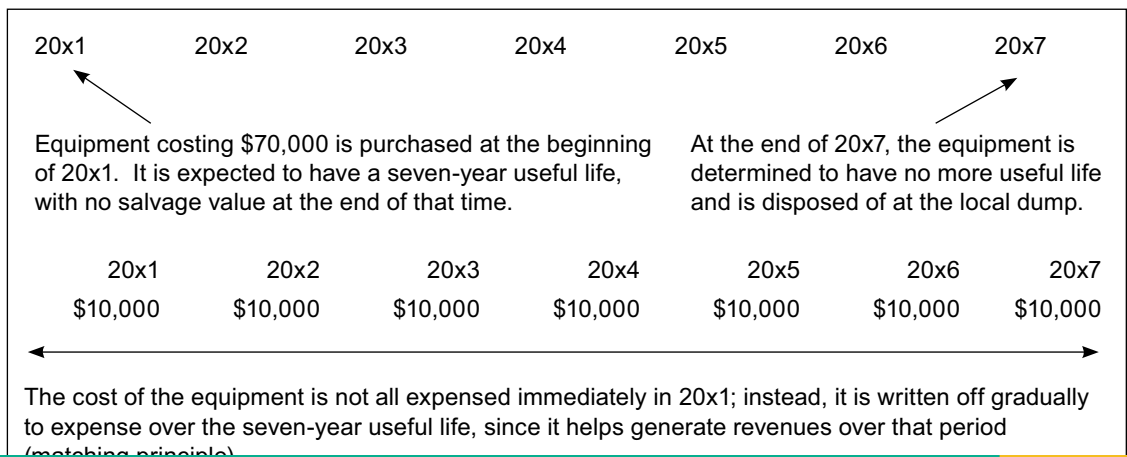 20x1 20x2 20x3 20x4 20x5 20x6 20x7
Equipment costing $70,000 is purchased at the beginning
of 20x1. It is expected to have a seven-year useful life,
with no salvage value at the end of that time.
At the end of 20x7, the equipment is
determined to have no more useful life
and is disposed of at the local dump.
20x1 20x2 20x3 20x4 20x5 20x6 20x7
$10,000 $10,000 $10,000 $10,000 $10,000 $10,000 $10,000
The cost of the equipment is not all expensed immediately in 20x1; instead, it is written off gradually
to expense over the seven-year useful life, since it helps generate revenues over that period
(matching principle)